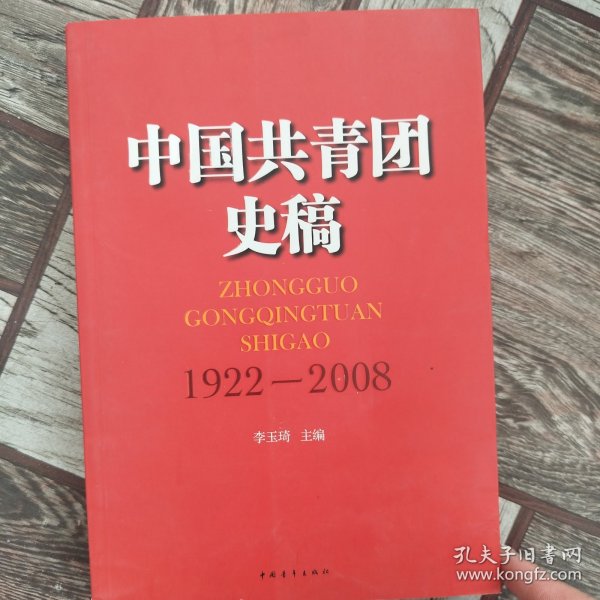 中国共青团
史稿
ZHONGGUO
GONGQINGTUAN
SHIGAO
1922—2008
李玉琦 主编
中国青年出版社
孔夫子旧书网
www.kongfz.com